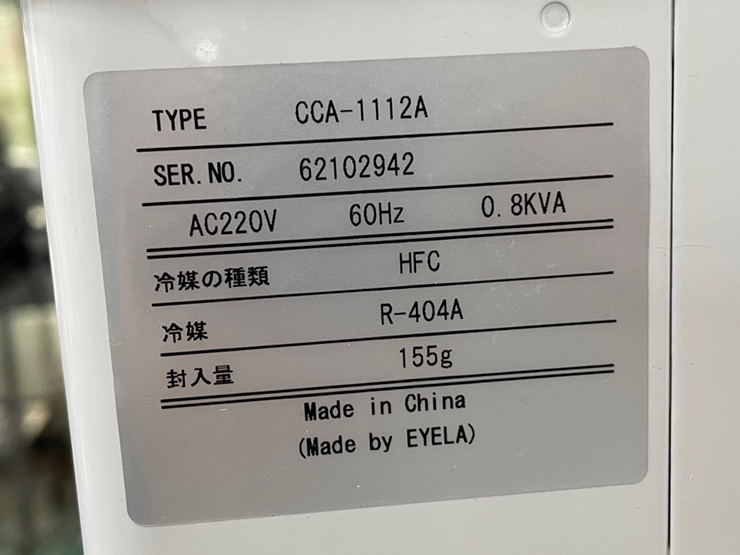 TYPE CCA-1112A
SER.NO. 62102942
AC220V 60Hz 0.8KVA
冷媒の種類 HFC
冷媒 R-404A
封入量 155g
Made in China
(Made by EYELA)